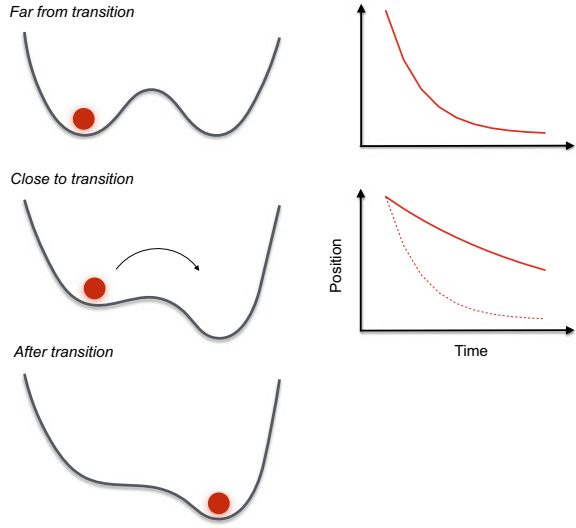 Far from transition
Close to transition
Position
Time
After transition